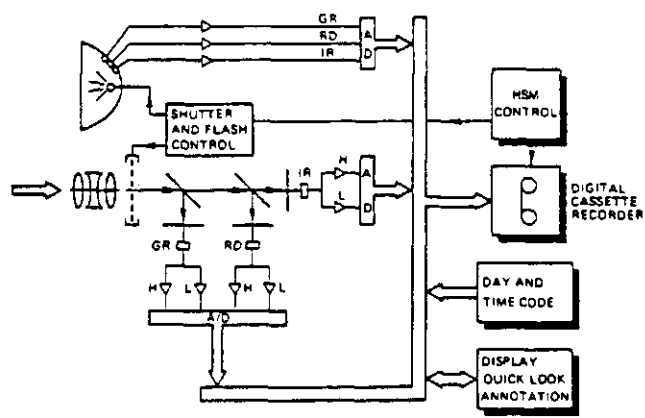 GR
RD
IR
A
D
SHUTTER
AND FLASH
CONTROL
HSM
CONTROL
IR
H
L
A
D
DIGITAL
CASSETTE
RECORDER
GR
RD
H
L
H
L
A/D
DAY AND
TIME CODE
DISPLAY
QUICK LOOK
ANNOTATION